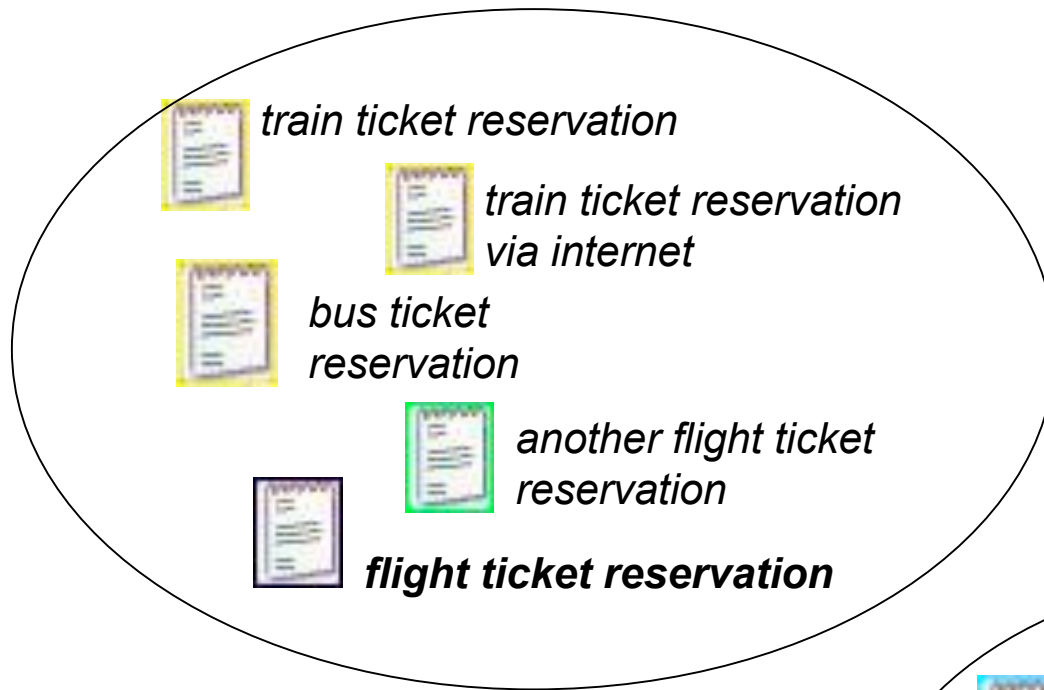 train ticket reservation
train ticket reservation
via internet
bus ticket
reservation
another flight ticket
reservation
flight ticket reservation